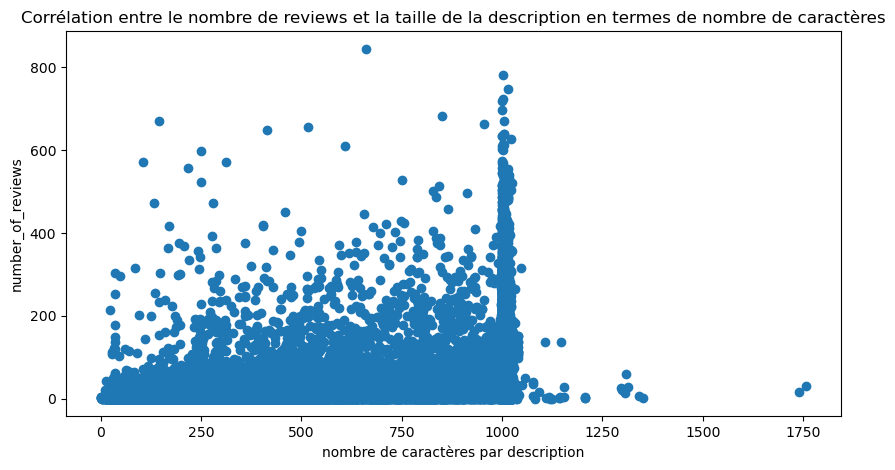 Corrélation entre le nombre de reviews et la taille de la description en termes de nombre de caractères
number_of_reviews
800
600
400
200
0
0 250 500 750 1000 1250 1500 1750
nombre de caractères par description